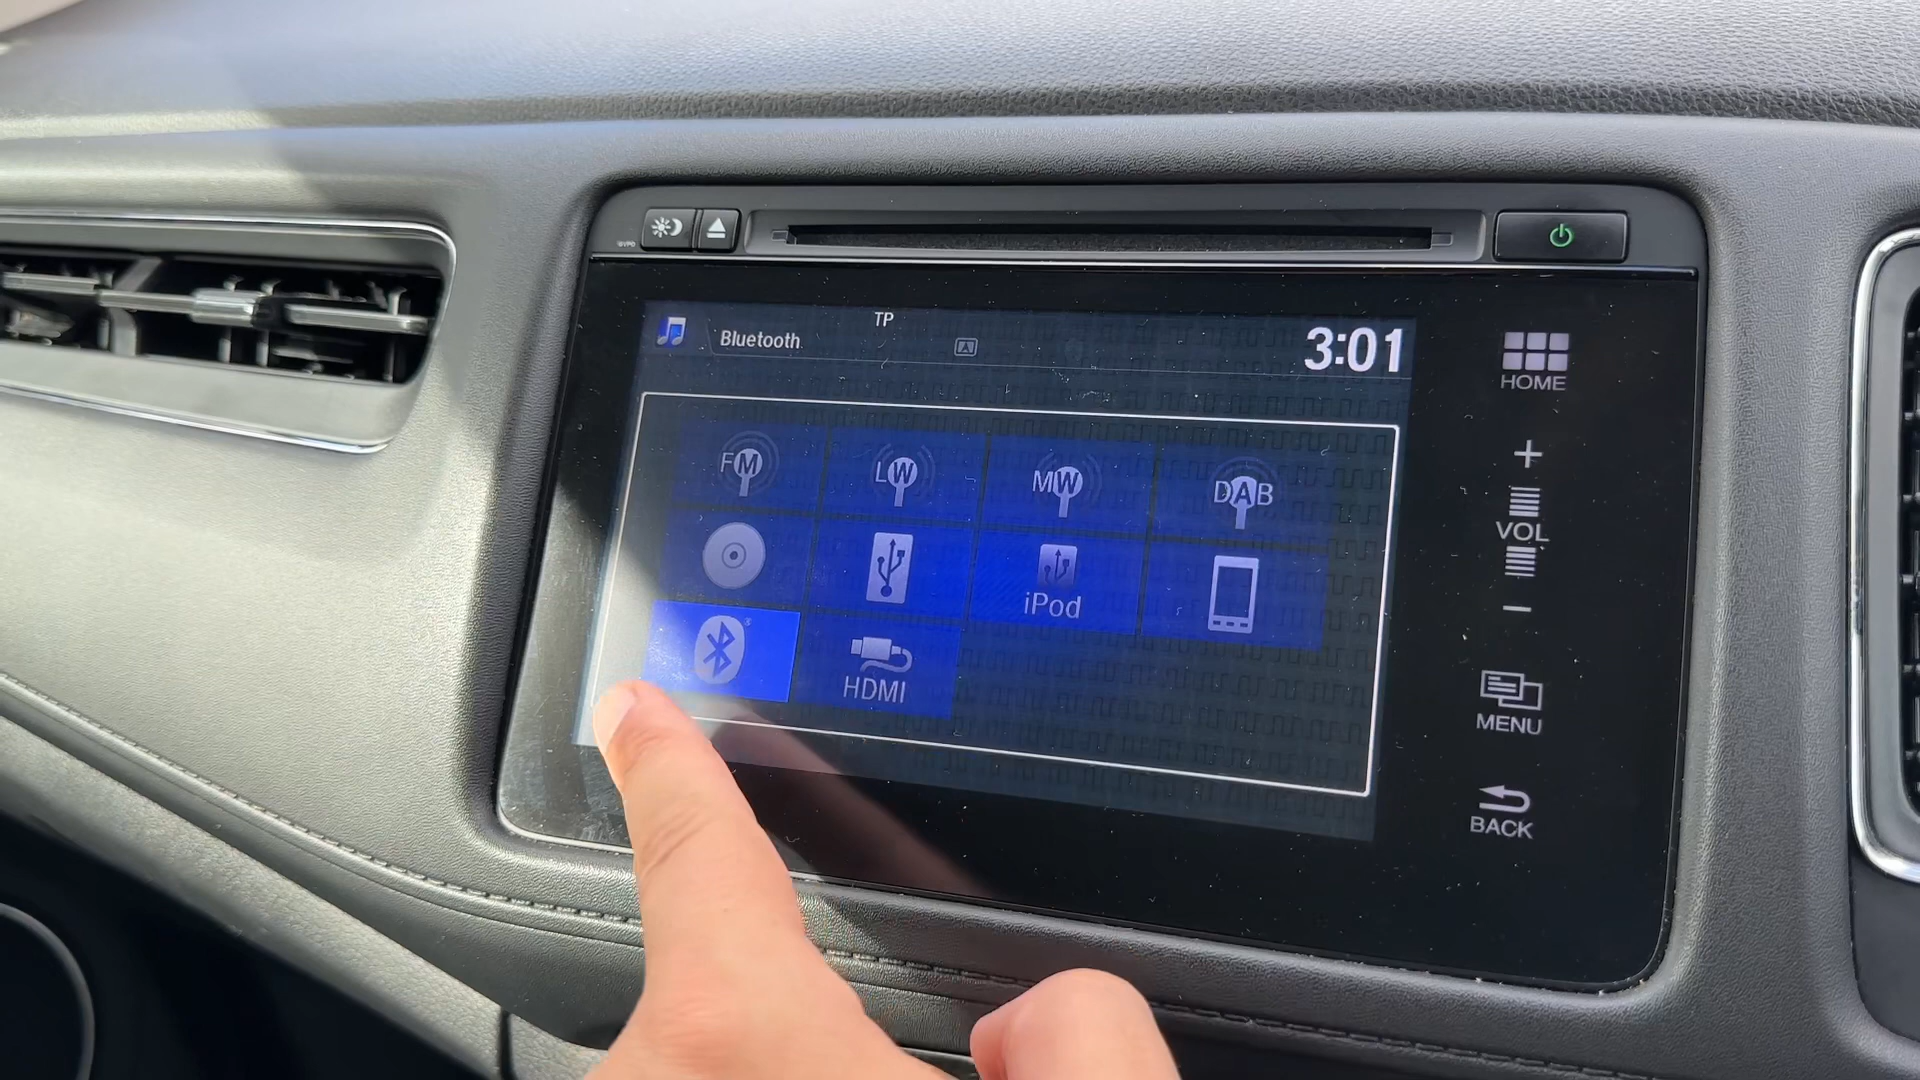 TP
Bluetooth
3:01
HOME
FM
LW
MW
DAB
VOL
iPod
HDMI
MENU
BACK